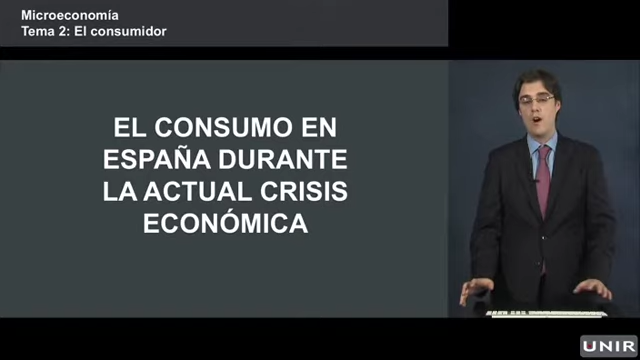 Microeconomía
Tema 2: El consumidor
EL CONSUMO EN
ESPAÑA DURANTE
LA ACTUAL CRISIS
ECONÓMICA
UNIR